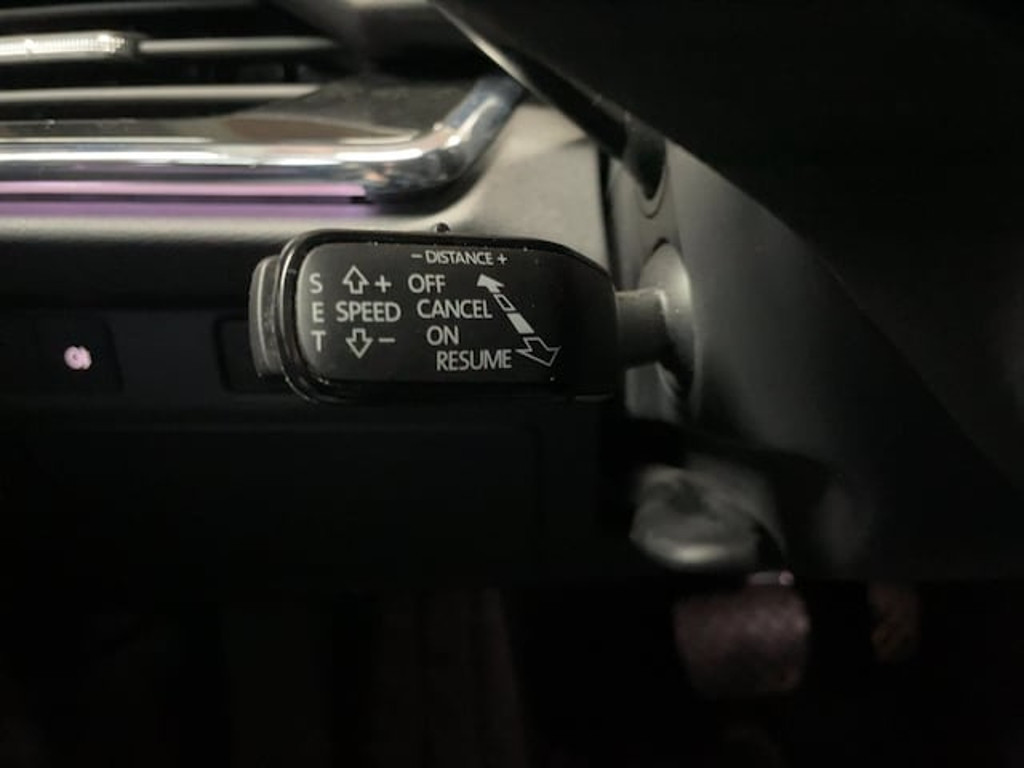 - DISTANCE +
S + OFF
E SPEED CANCEL
T - ON
RESUME